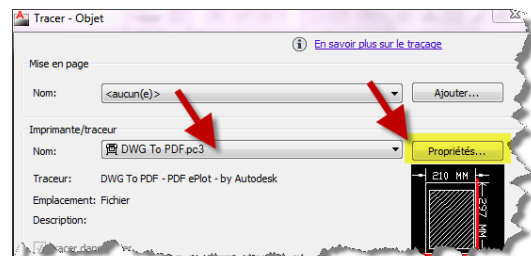 Tracer - Objet
En savoir plus sur le traçage
Mise en page
Nom: <aucun(e)> Ajouter...
Imprimante/traceur
Nom: DWG To PDF.pc3 Propriétés...
Traceur: DWG To PDF - PDF ePlot - by Autodesk
210 MM
Emplacement: Fichier
297 MM
Description: